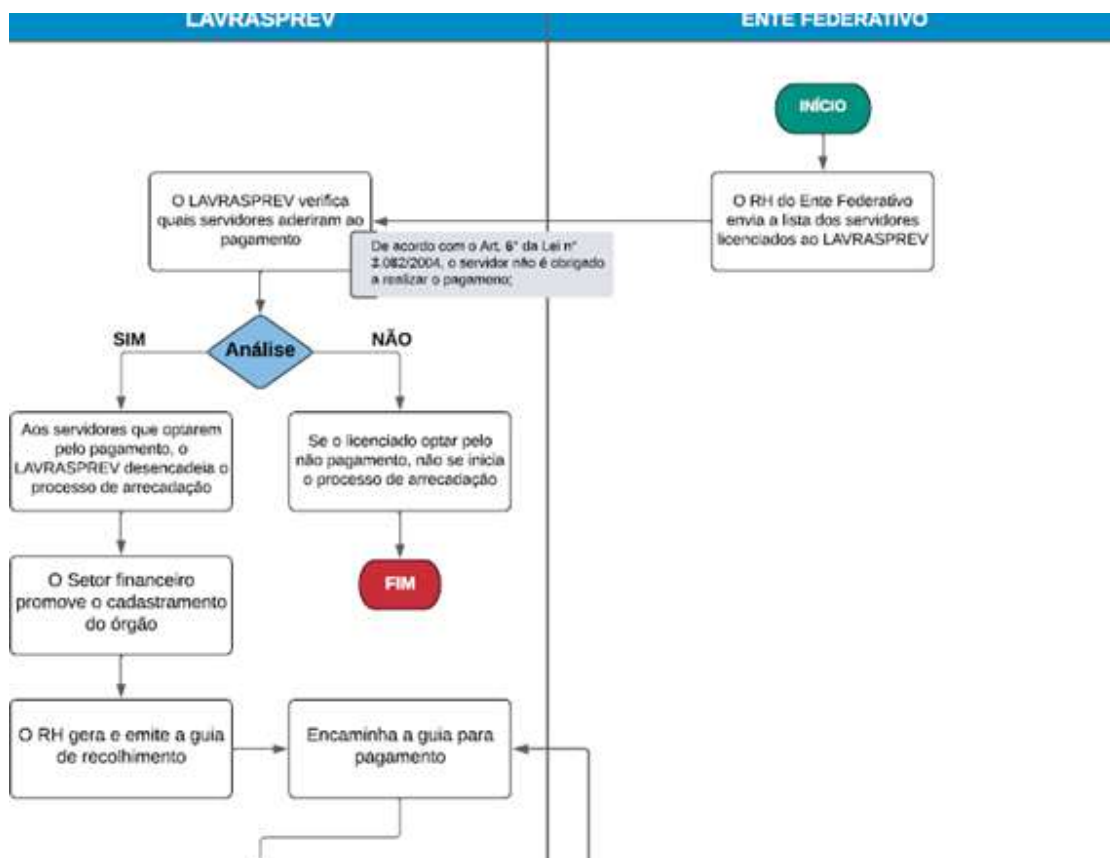 LAVRASPREV
ENTE FEDERATIVO
INÍCIO
O RH do Ente Federativo
envia a lista dos servidores
licenciados ao LAVRASPREV
O LAVRASPREV verifica
quais servidores aderiram ao
pagamento
De acordo com o Art. 6° da Lei n°
3.082/2004, o servidor não é obrigado
a realizar o pagameno;
Análise
SIM
NÃO
Aos servidores que optarem
pelo pagamento, o
LAVRASPREV desencadeia o
processo de arrecadação
Se o licenciado optar pelo
não pagamento, não se inicia
o processo de arrecadação
FIM
O Setor financeiro
promove o cadastramento
do órgão
O RH gera e emite a guia
de recolhimento
Encaminha a guia para
pagamento